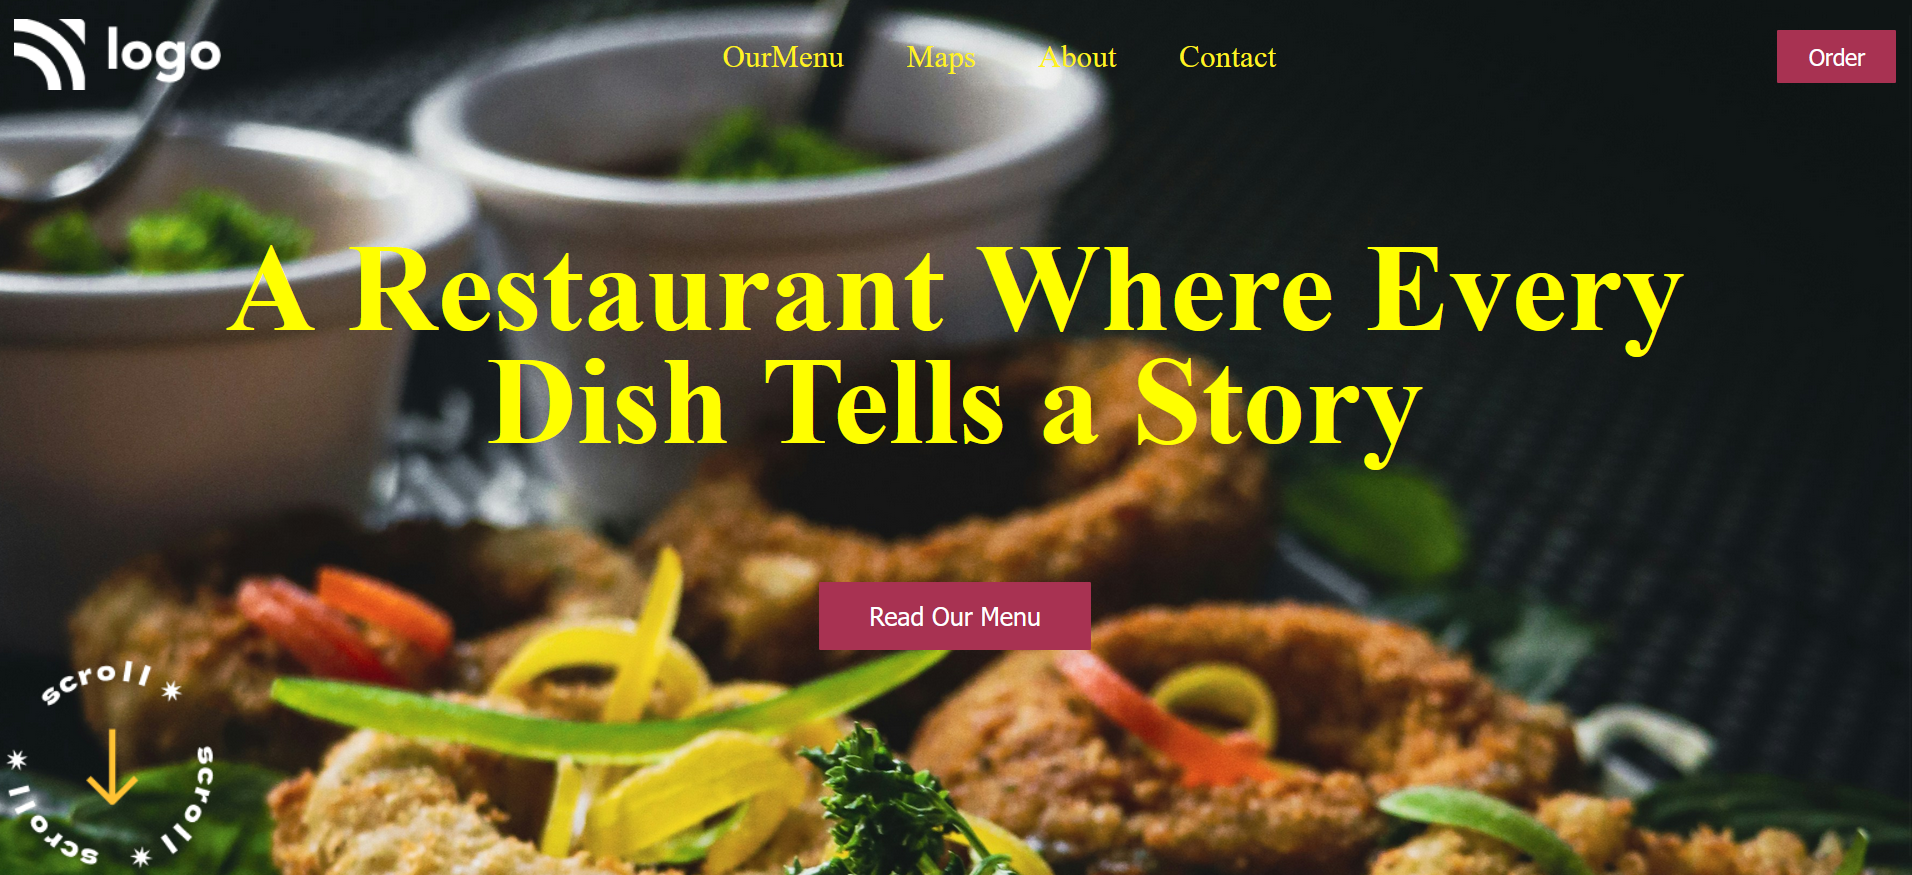 logo
OurMenu Maps About Contact
Order
A Restaurant Where Every
Dish Tells a Story
Read Our Menu
scroll
scroll
scroll